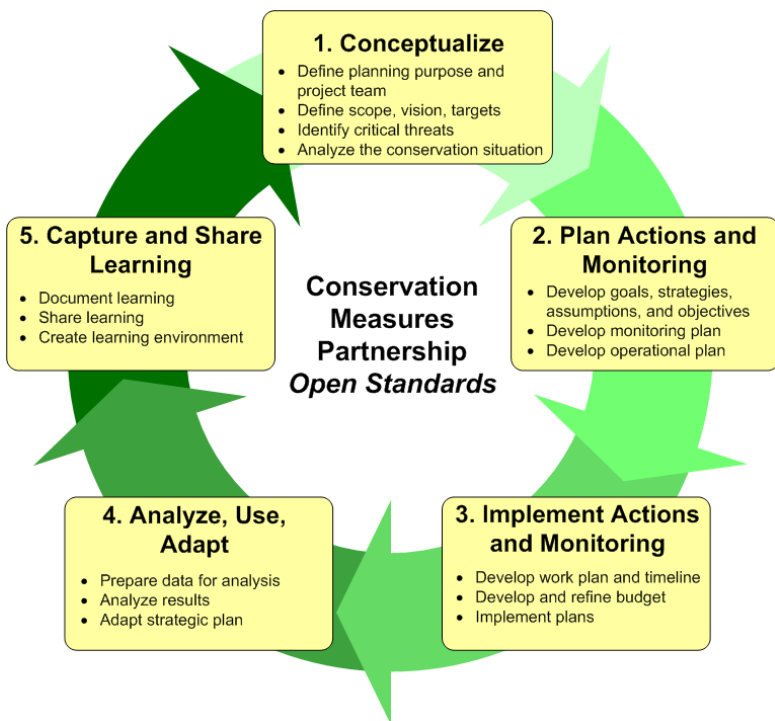 1. Conceptualize
• Define planning purpose and
project team
• Define scope, vision, targets
• Identify critical threats
• Analyze the conservation situation
2. Plan Actions and
Monitoring
• Develop goals, strategies,
assumptions, and objectives
• Develop monitoring plan
• Develop operational plan
3. Implement Actions
and Monitoring
• Develop work plan and timeline
• Develop and refine budget
• Implement plans
4. Analyze, Use,
Adapt
• Prepare data for analysis
• Analyze results
• Adapt strategic plan
5. Capture and Share
Learning
• Document learning
• Share learning
• Create learning environment
Conservation
Measures
Partnership
Open Standards